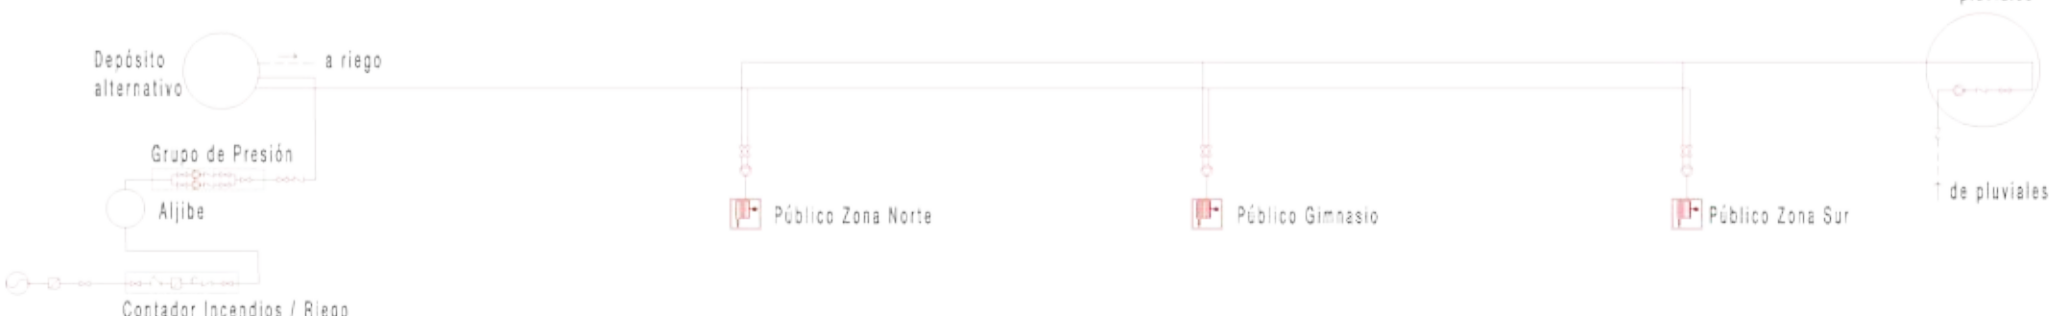 Depósito
alternativo
a riego
Grupo de Presión
Aljibe
Público Zona Norte
Público Gimnasio
Público Zona Sur
de pluviales
Contador Incendios / Riego